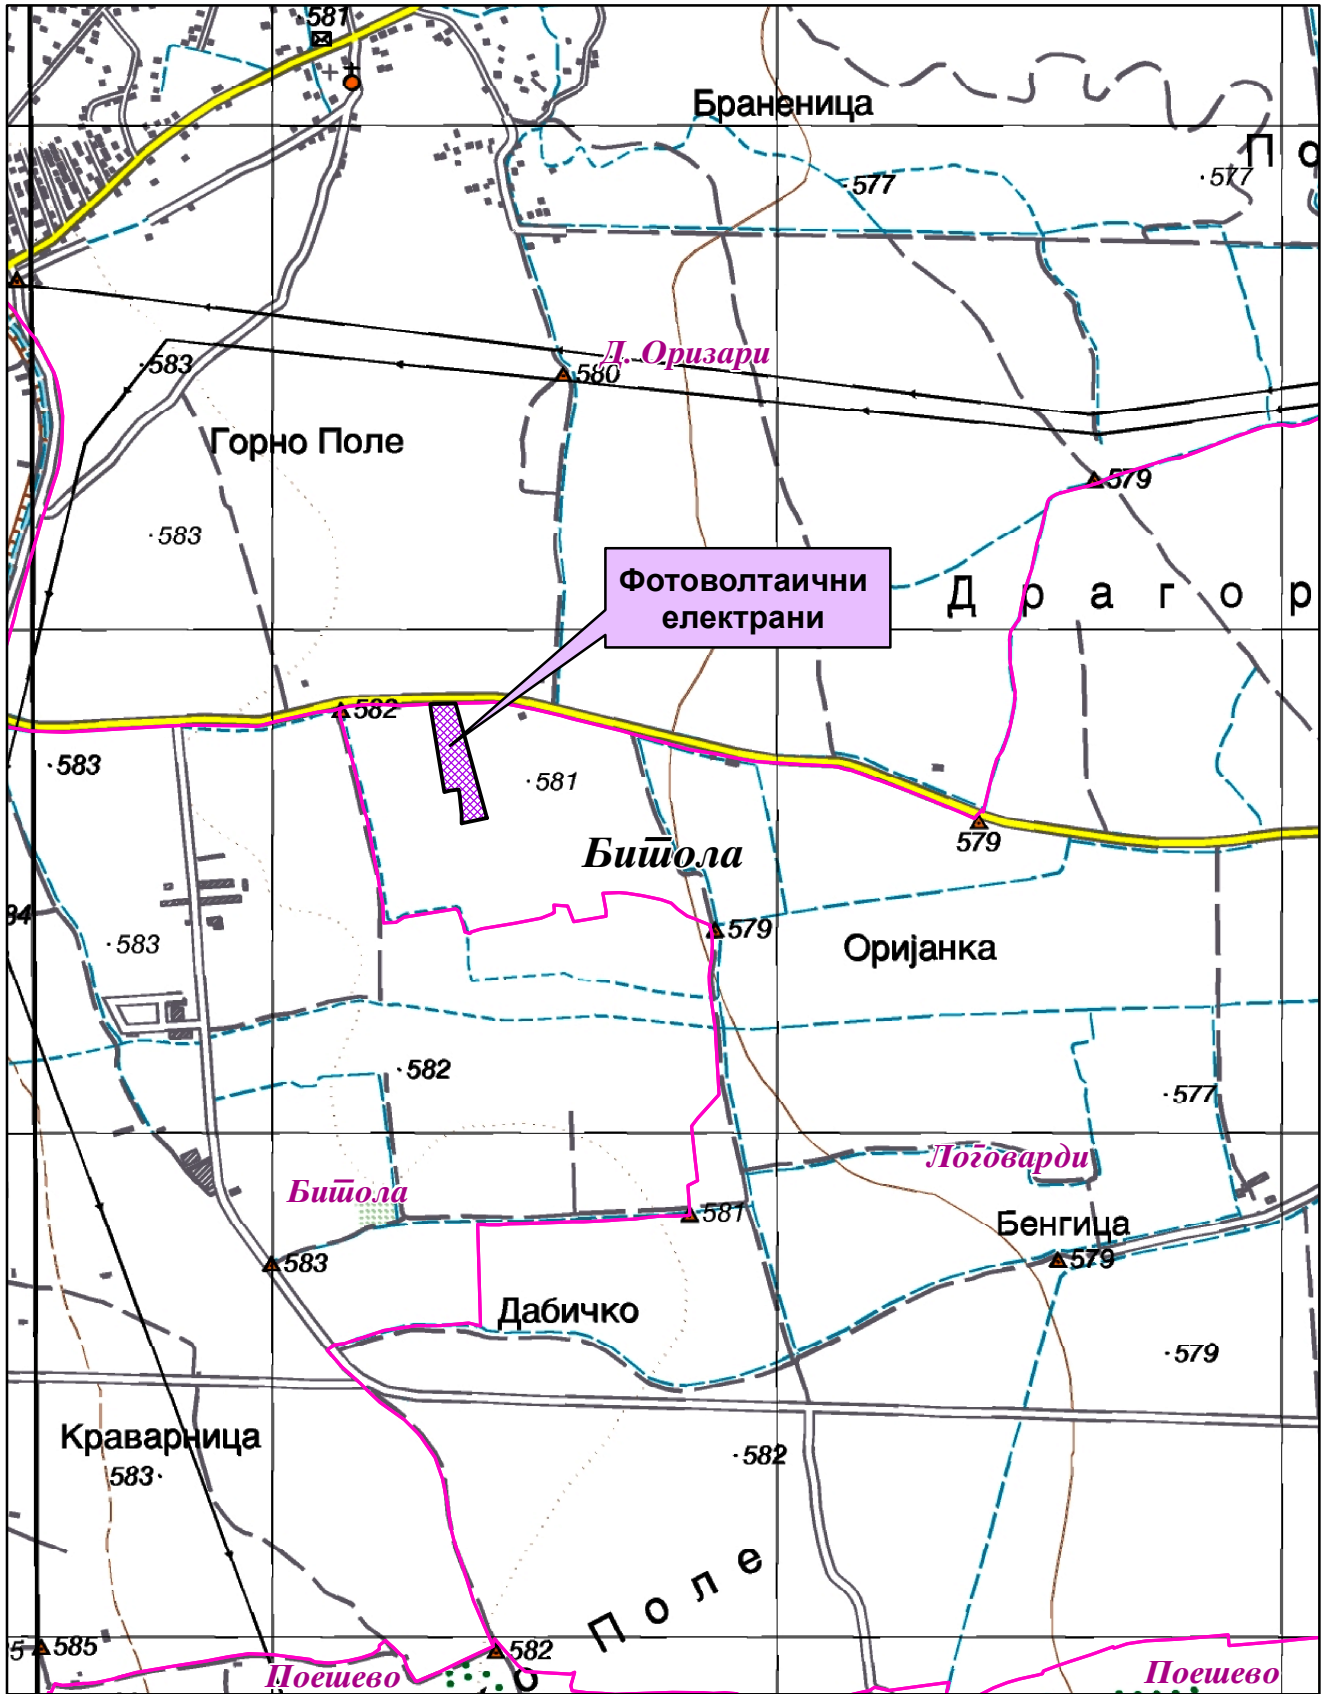 581
Браненица
577
577
П о
583
Д. Оризари
580
Горно Поле
579
583
Фотоволтаични
електрани
Д р а г о р
582
583
581
579
Битола
84
583
579
Оријанка
582
577
Логоварди
Битола
581
Бенгица
583
579
Дабичко
579
Краварница
582
583
П о л е
5
585
582
о
Поешево
Поешево